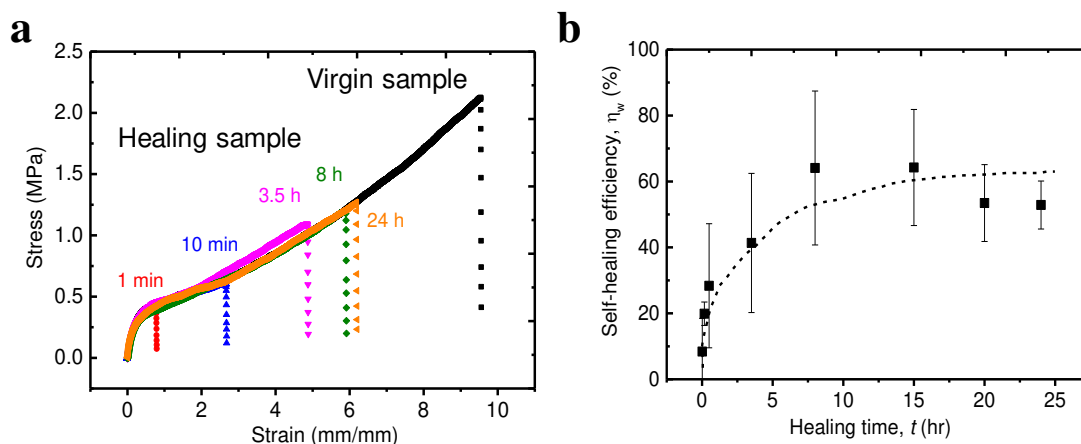 a
2.5
2.0
1.5
1.0
0.5
0.0
Stress (MPa)
Virgin sample
Healing sample
8 h
3.5 h
24 h
10 min
1 min
0 2 4 6 8 10
Strain (mm/mm)
b
100
80
60
40
20
0
Self-healing efficiency, η_w (%)
0 5 10 15 20 25
Healing time, t (hr)